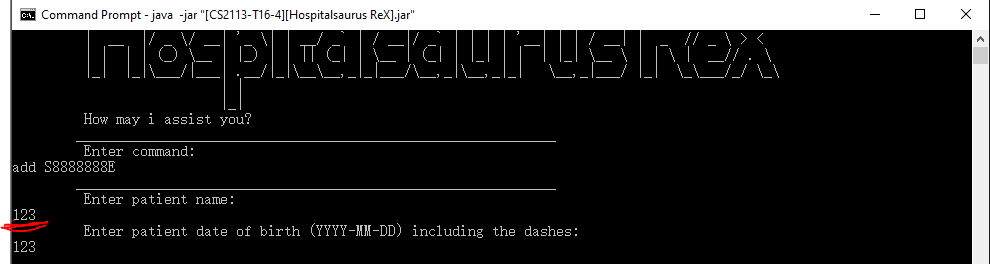 Command Prompt - java -jar "[CS2113-T16-4][Hospitalsaurus ReX].jar"
How may i assist you?
Enter command:
add S8888888E
Enter patient name:
123
Enter patient date of birth (YYYY-MM-DD) including the dashes:
123